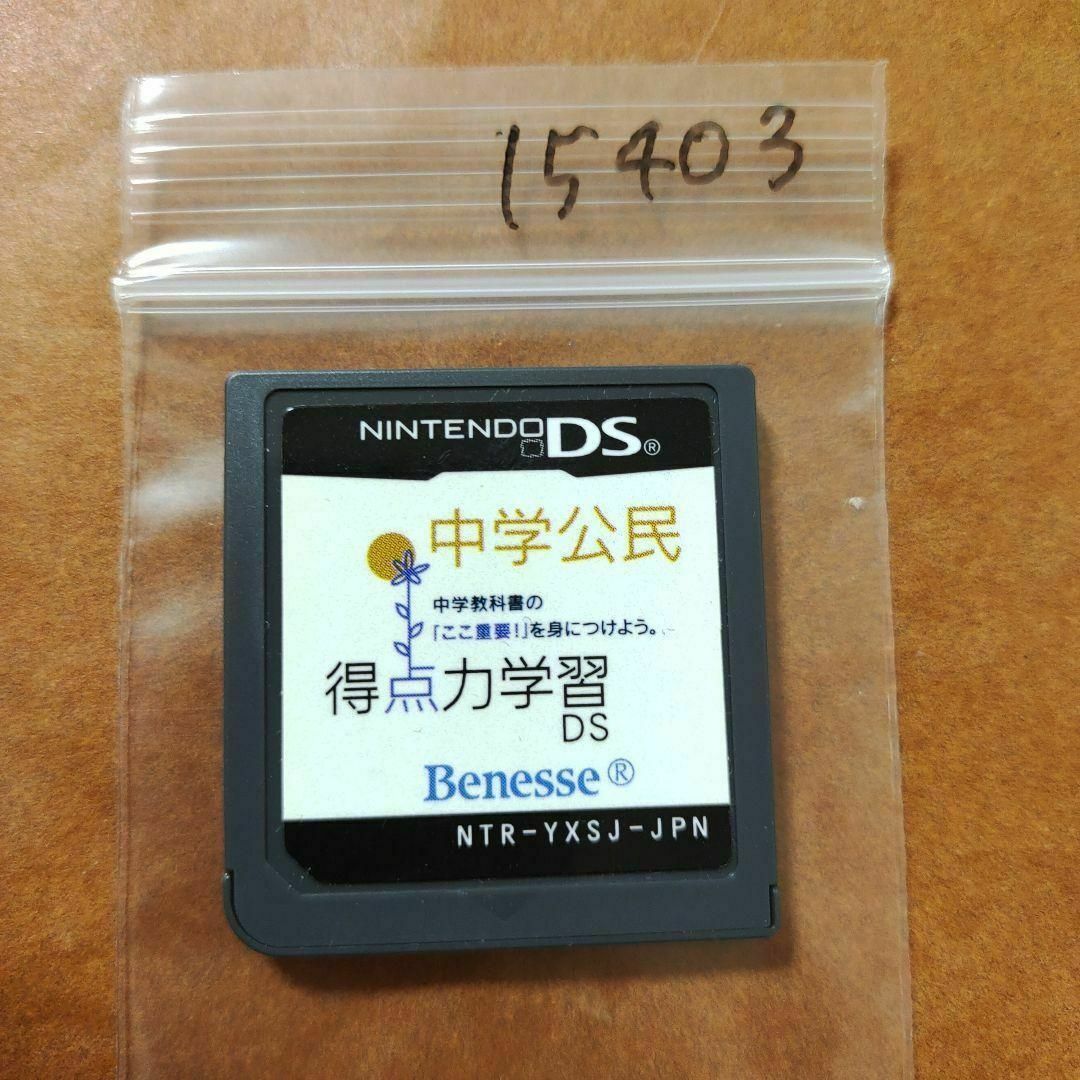 15403
NINTENDO DS®
中学公民
中学教科書の
「ここ重要!」を身につけよう。
得点力学習
DS
Benesse®
NTR-YXSJ-JPN